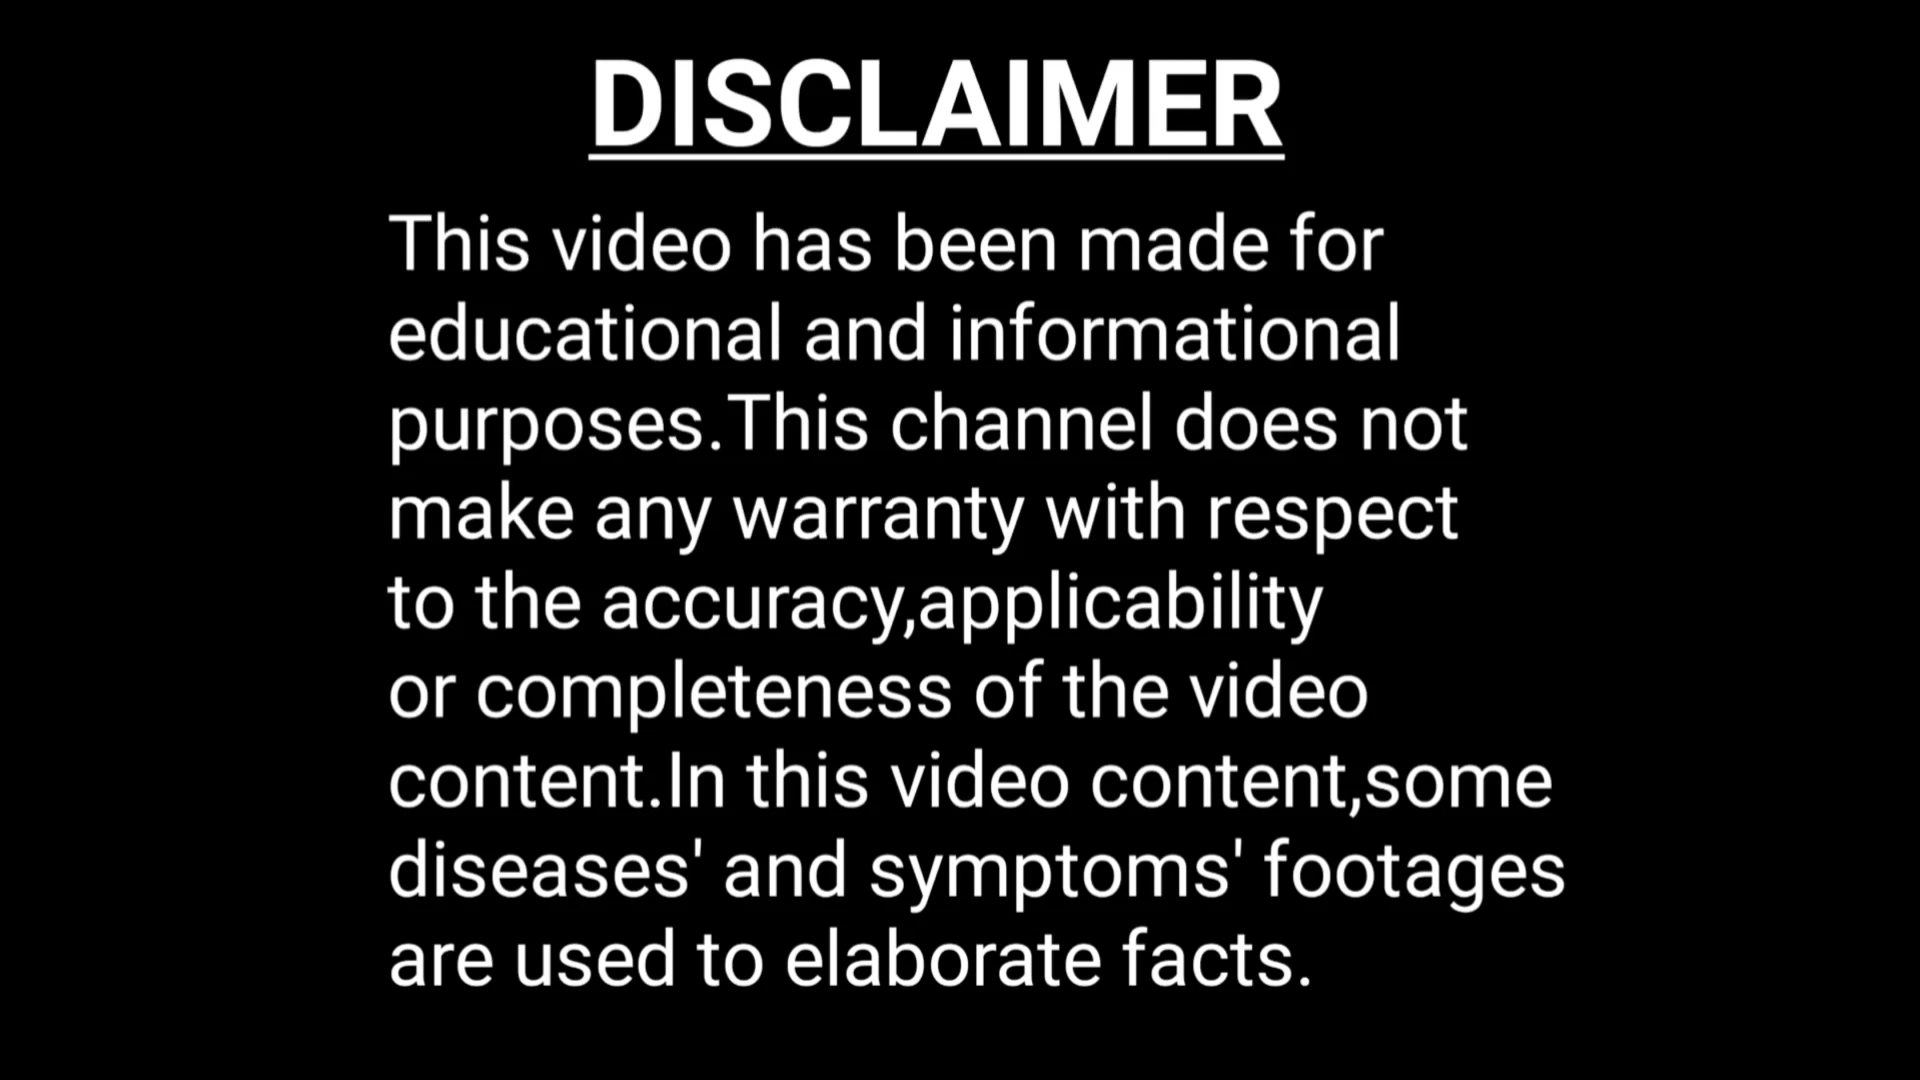 DISCLAIMER
This video has been made for
educational and informational
purposes.This channel does not
make any warranty with respect
to the accuracy,applicability
or completeness of the video
content.In this video content,some
diseases' and symptoms' footages
are used to elaborate facts.